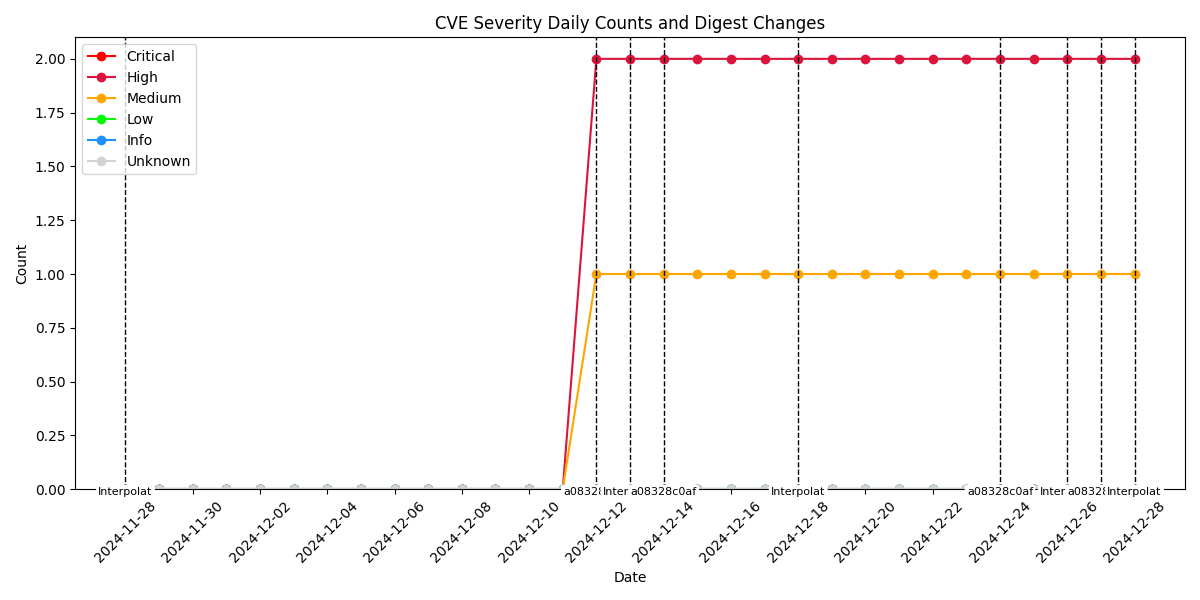 CVE Severity Daily Counts and Digest Changes
Critical
High
Medium
Low
Info
Unknown
Count
2.00
1.75
1.50
1.25
1.00
0.75
0.50
0.25
0.00
Interpolat
a0832
Inter
a08328c0af
Interpolat
a08328c0af
Inter
a0832
Interpolat
2024-11-28
2024-11-30
2024-12-02
2024-12-04
2024-12-06
2024-12-08
2024-12-10
2024-12-12
2024-12-14
2024-12-16
2024-12-18
2024-12-20
2024-12-22
2024-12-24
2024-12-26
2024-12-28
Date